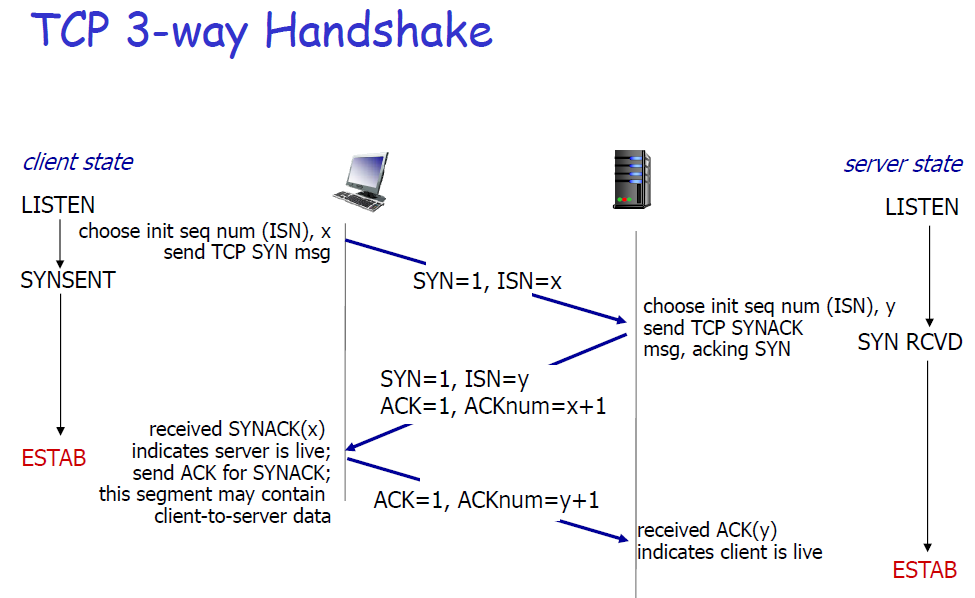 TCP 3-way Handshake
client state
server state
LISTEN
LISTEN
choose init seq num (ISN), x
send TCP SYN msg
SYNSENT
SYN=1, ISN=x
choose init seq num (ISN), y
send TCP SYNACK
msg, acking SYN
SYN RCVD
SYN=1, ISN=y
ACK=1, ACKnum=x+1
received SYNACK(x)
indicates server is live;
send ACK for SYNACK;
this segment may contain
client-to-server data
ESTAB
ACK=1, ACKnum=y+1
received ACK(y)
indicates client is live
ESTAB